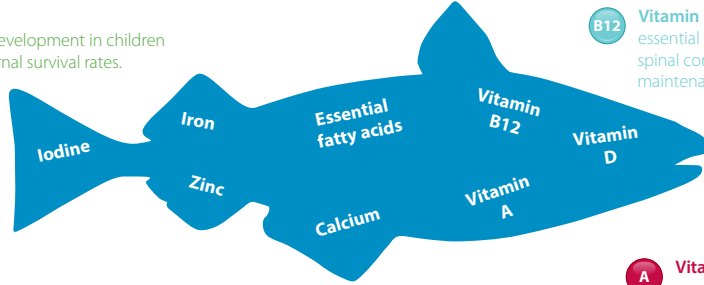 evelopment in children
nal survival rates.
B12 Vitamin
essential
spinal cor
maintena
Iodine
Iron
Zinc
Essential
fatty acids
Calcium
Vitamin
B12
Vitamin
A
Vitamin
D
A Vita